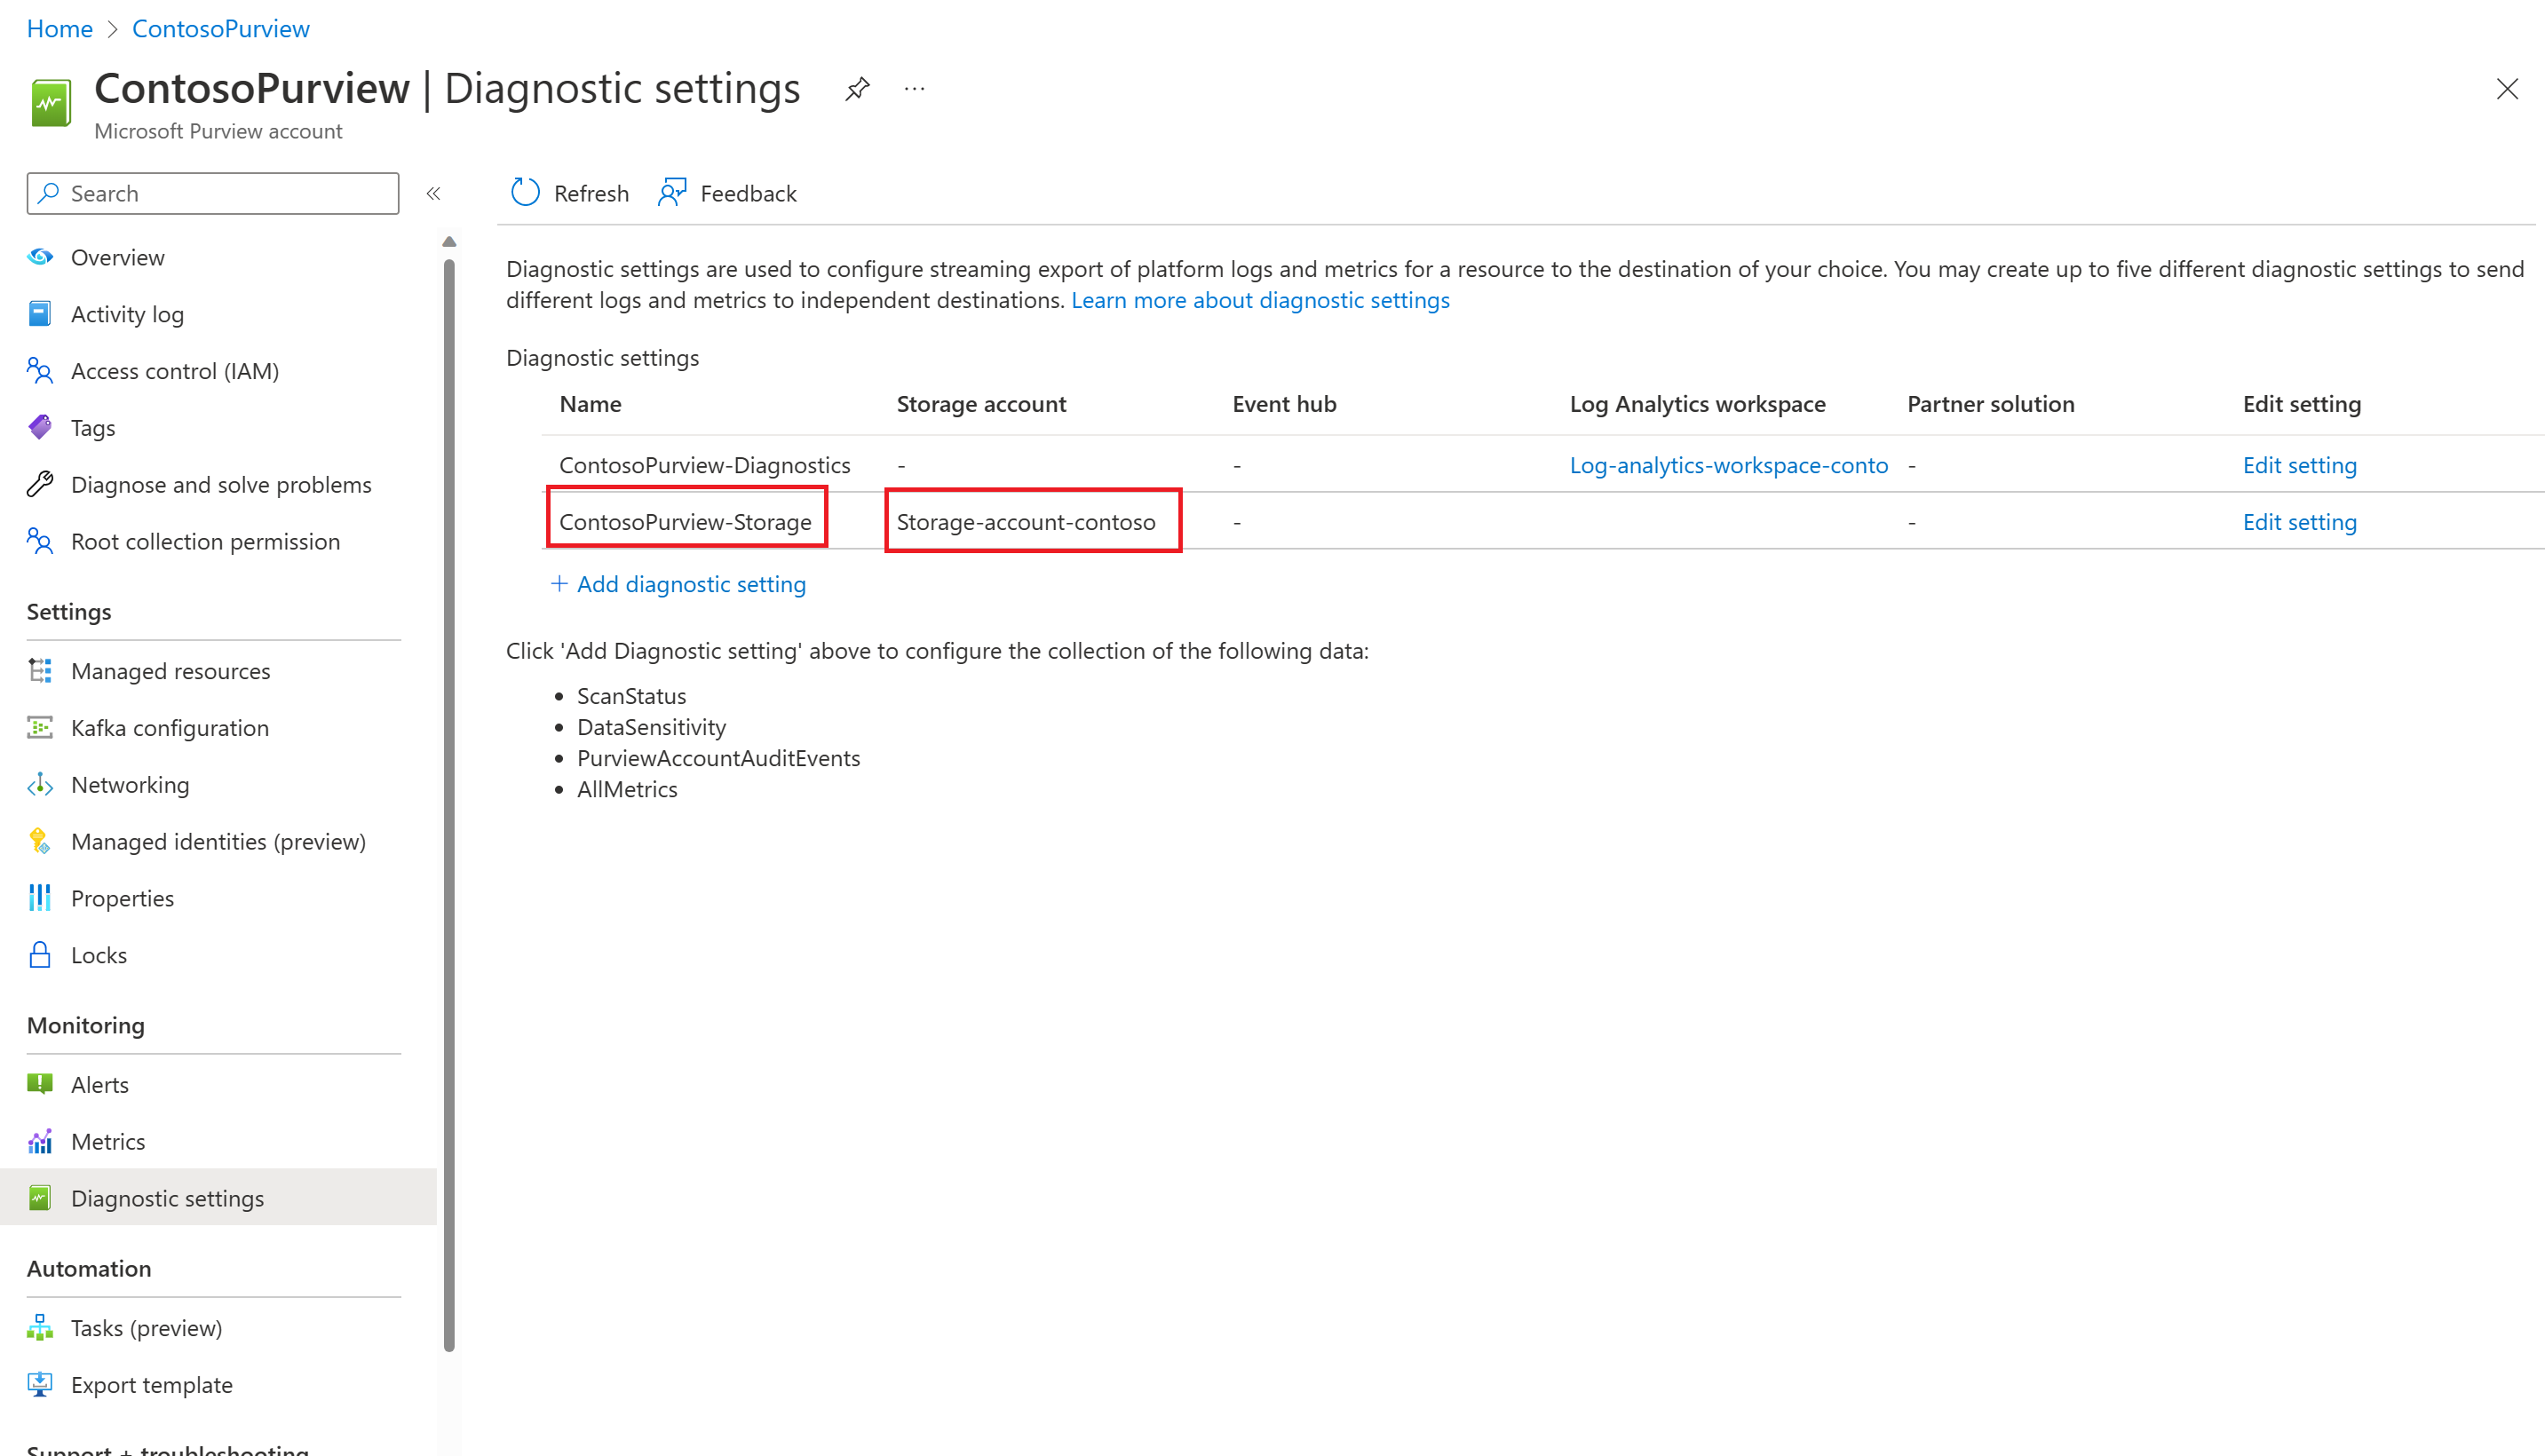 Home > ContosoPurview
ContosoPurview | Diagnostic settings
Microsoft Purview account
Search
Overview
Activity log
Access control (IAM)
Tags
Diagnose and solve problems
Root collection permission
Settings
Managed resources
Kafka configuration
Networking
Managed identities (preview)
Properties
Locks
Monitoring
Alerts
Metrics
Diagnostic settings
Automation
Tasks (preview)
Export template
Support + troubleshooting
Refresh Feedback
Diagnostic settings are used to configure streaming export of platform logs and metrics for a resource to the destination of your choice. You may create up to five different diagnostic settings to send
different logs and metrics to independent destinations. Learn more about diagnostic settings
Diagnostic settings
Name Storage account Event hub Log Analytics workspace Partner solution Edit setting
ContosoPurview-Diagnostics - - Log-analytics-workspace-conto - Edit setting
ContosoPurview-Storage Storage-account-contoso - - Edit setting
+ Add diagnostic setting
Click 'Add Diagnostic setting' above to configure the collection of the following data:
• ScanStatus
• DataSensitivity
• PurviewAccountAuditEvents
• AllMetrics